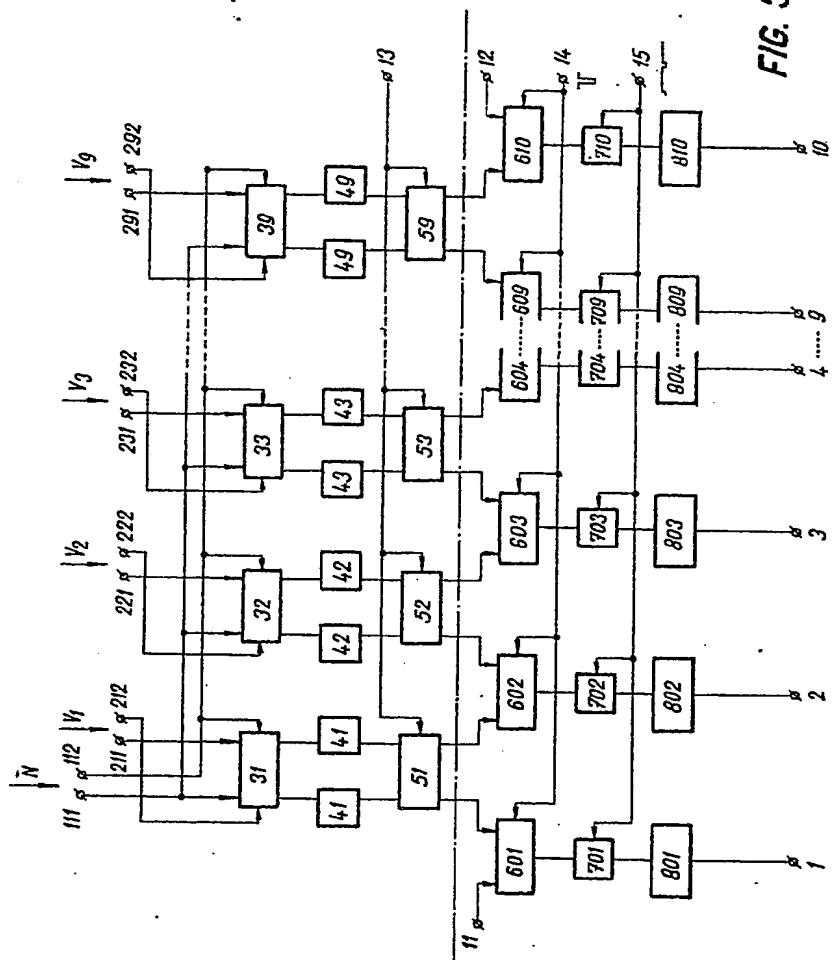 N V1 V2 V3 V9
111 112 211 212 221 222 231 232 291 292
31 32 33 39
41 41 42 42 43 43 49 49
51 52 53 59 13
11 12
601 602 603 604 ...... 609 610 14
701 702 703 704 ..... 709 710 15
801 802 803 804 ...... 809 810
1 2 3 4 ..... 9 10
FIG.